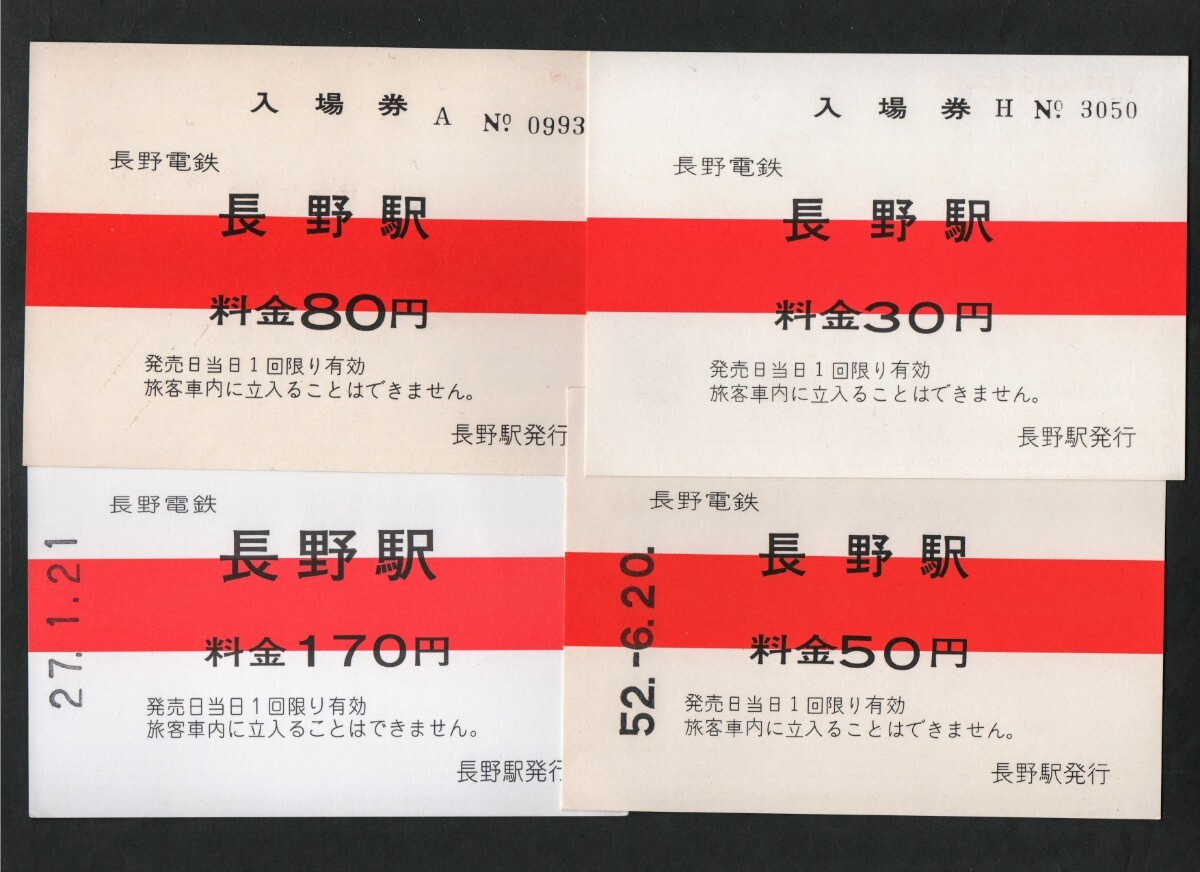 入場券 A № 0993
長野電鉄
長野駅
料金80円
発売日当日1回限り有効
旅客車内に立入ることはできません。
長野駅発行
入場券 H № 3050
長野電鉄
長野駅
料金30円
発売日当日1回限り有効
旅客車内に立入ることはできません。
長野駅発行
長野電鉄
長野駅
料金170円
発売日当日1回限り有効
旅客車内に立入ることはできません。
長野駅発行
27.1.21
長野電鉄
長野駅
料金50円
発売日当日1回限り有効
旅客車内に立入ることはできません。
長野駅発行
52.-6.20.